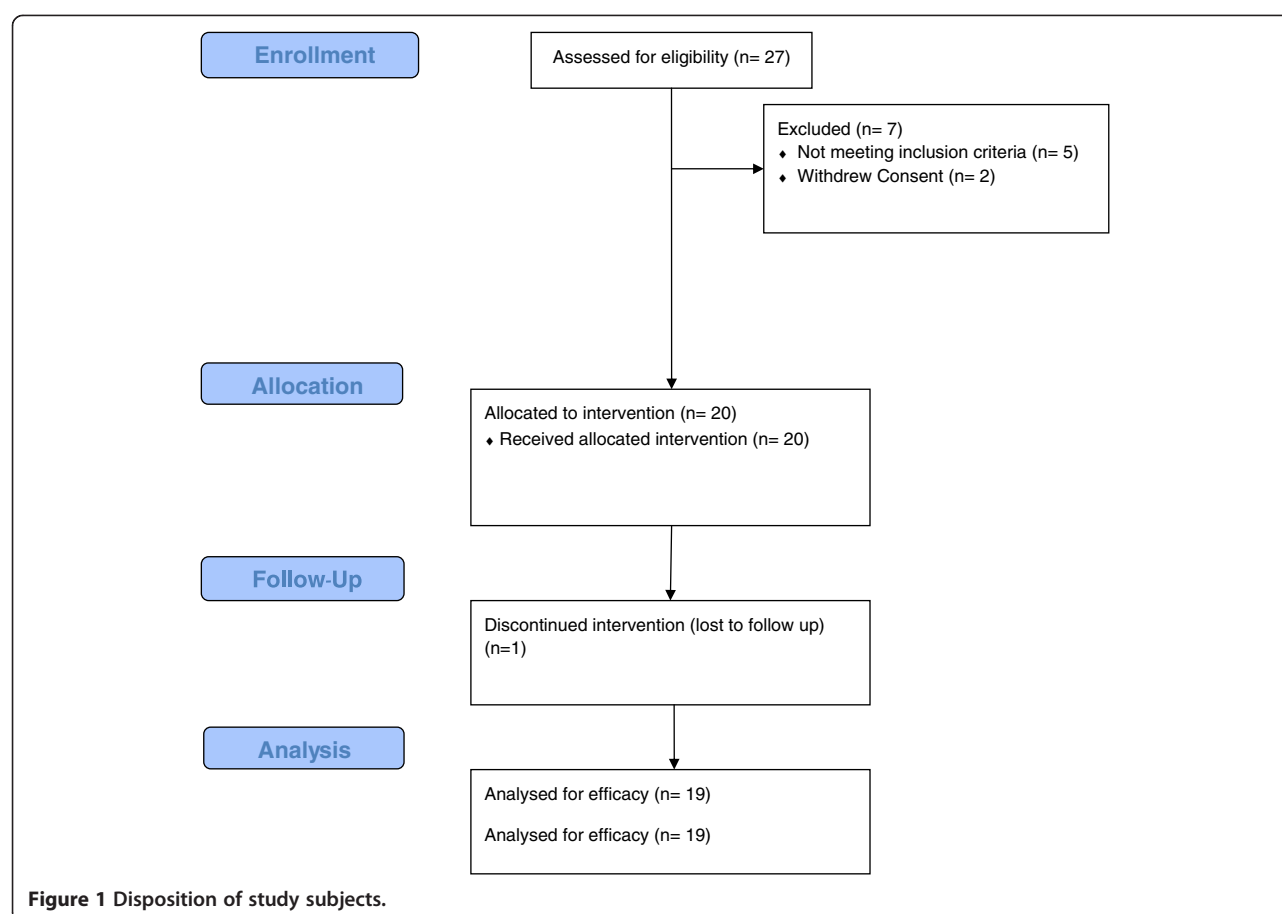 Enrollment
Assessed for eligibility (n= 27)
Excluded (n= 7)
♦ Not meeting inclusion criteria (n= 5)
♦ Withdrew Consent (n= 2)
Allocation
Allocated to intervention (n= 20)
♦ Received allocated intervention (n= 20)
Follow-Up
Discontinued intervention (lost to follow up)
(n=1)
Analysis
Analysed for efficacy (n= 19)
Analysed for efficacy (n= 19)
Figure 1 Disposition of study subjects.